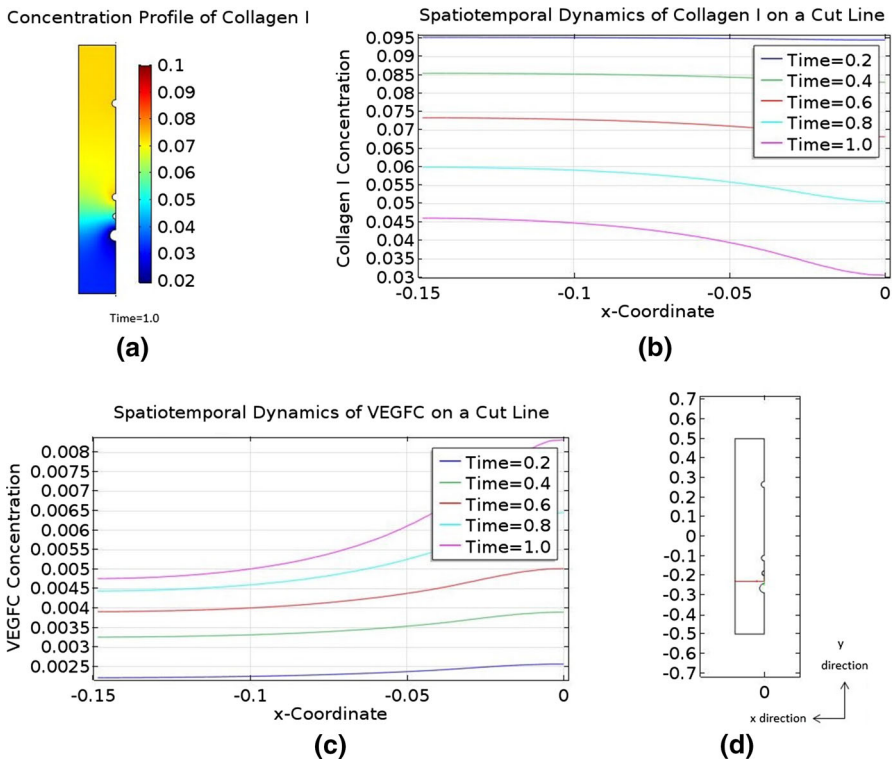 Concentration Profile of Collagen I
0.1
0.09
0.08
0.07
0.06
0.05
0.04
0.03
0.02
Time=1.0
(a)
Spatiotemporal Dynamics of Collagen I on a Cut Line
Collagen I Concentration
0.095
0.09
0.085
0.08
0.075
0.07
0.065
0.06
0.055
0.05
0.045
0.04
0.035
0.03
Time=0.2
Time=0.4
Time=0.6
Time=0.8
Time=1.0
-0.15
-0.1
-0.05
0
x-Coordinate
(b)
Spatiotemporal Dynamics of VEGFC on a Cut Line
VEGFC Concentration
0.008
0.0075
0.007
0.0065
0.006
0.0055
0.005
0.0045
0.004
0.0035
0.003
0.0025
Time=0.2
Time=0.4
Time=0.6
Time=0.8
Time=1.0
-0.15
-0.1
-0.05
0
x-Coordinate
(c)
0.7
0.6
0.5
0.4
0.3
0.2
0.1
0
-0.1
-0.2
-0.3
-0.4
-0.5
-0.6
-0.7
0
y
direction
x direction
(d)